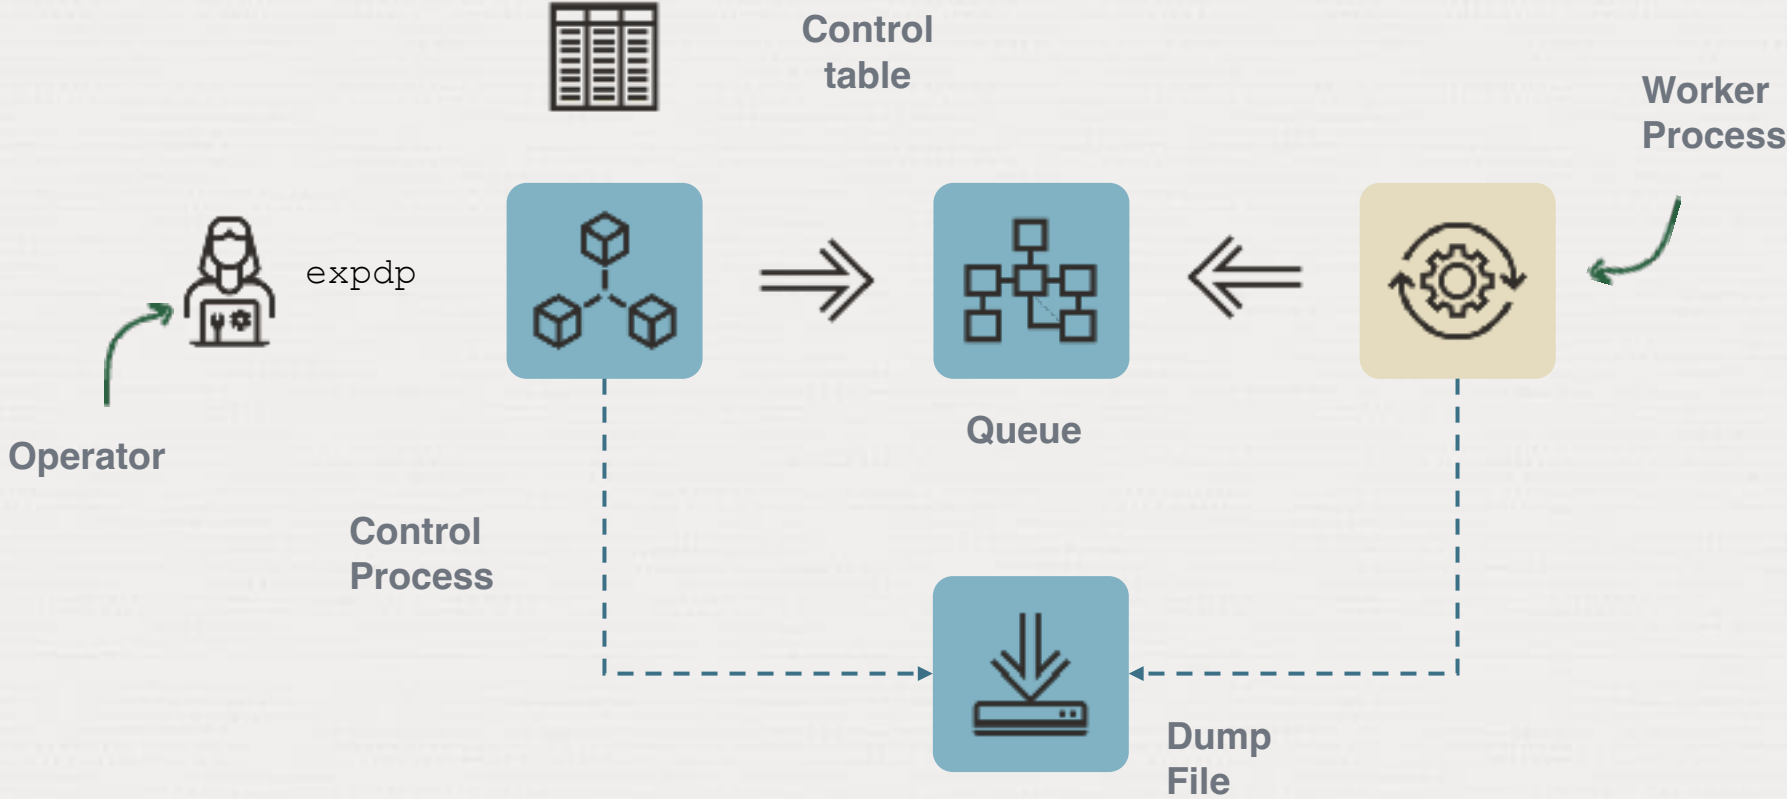 Control
table
Worker
Process
expdp
Operator
Queue
Control
Process
Dump
File